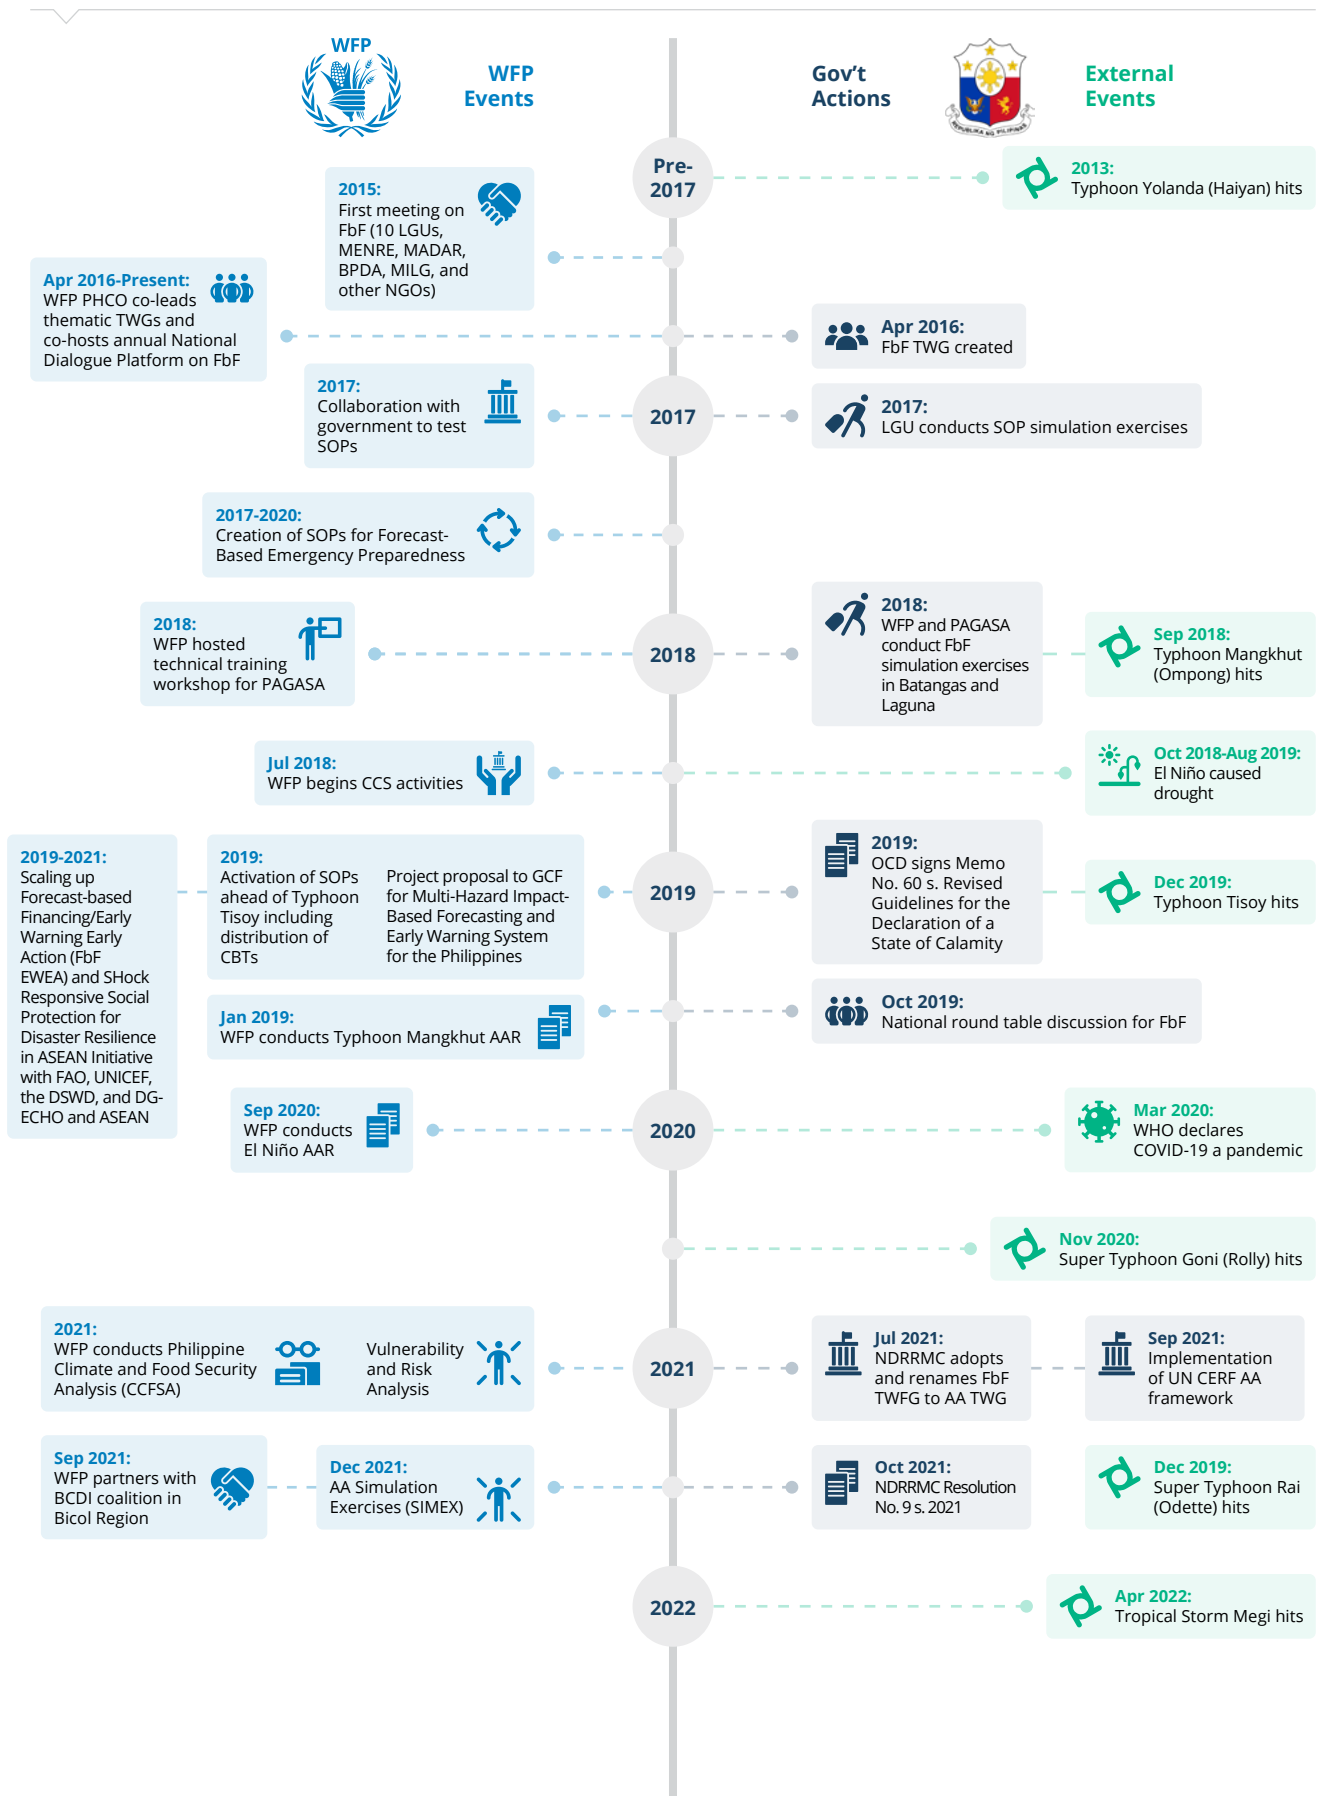 WFP
WFP
Events
Gov’t
Actions
REPUBLIKA NG PILIPINAS
External
Events
Pre-
2017
2013:
Typhoon Yolanda (Haiyan) hits
2015:
First meeting on
FbF (10 LGUs,
MENRE, MADAR,
BPDA, MILG, and
other NGOs)
Apr 2016-Present:
WFP PHCO co-leads
thematic TWGs and
co-hosts annual National
Dialogue Platform on FbF
Apr 2016:
FbF TWG created
2017:
Collaboration with
government to test
SOPs
2017
2017:
LGU conducts SOP simulation exercises
2017-2020:
Creation of SOPs for Forecast-
Based Emergency Preparedness
2018:
WFP hosted
technical training
workshop for PAGASA
2018
2018:
WFP and PAGASA
conduct FbF
simulation exercises
in Batangas and
Laguna
Sep 2018:
Typhoon Mangkhut
(Ompong) hits
Jul 2018:
WFP begins CCS activities
Oct 2018-Aug 2019:
El Niño caused
drought
2019-2021:
Scaling up
Forecast-based
Financing/Early
Warning Early
Action (FbF
EWEA) and SHock
Responsive Social
Protection for
Disaster Resilience
in ASEAN Initiative
with FAO, UNICEF,
the DSWD, and DG-
ECHO and ASEAN
2019:
Activation of SOPs
ahead of Typhoon
Tisoy including
distribution of
CBTs
Project proposal to GCF
for Multi-Hazard Impact-
Based Forecasting and
Early Warning System
for the Philippines
2019
2019:
OCD signs Memo
No. 60 s. Revised
Guidelines for the
Declaration of a
State of Calamity
Dec 2019:
Typhoon Tisoy hits
Jan 2019:
WFP conducts Typhoon Mangkhut AAR
Oct 2019:
National round table discussion for FbF
Sep 2020:
WFP conducts
El Niño AAR
2020
Mar 2020:
WHO declares
COVID-19 a pandemic
Nov 2020:
Super Typhoon Goni (Rolly) hits
2021:
WFP conducts Philippine
Climate and Food Security
Analysis (CCFSA)
Vulnerability
and Risk
Analysis
2021
Jul 2021:
NDRRMC adopts
and renames FbF
TWFG to AA TWG
Sep 2021:
Implementation
of UN CERF AA
framework
Sep 2021:
WFP partners with
BCDI coalition in
Bicol Region
Dec 2021:
AA Simulation
Exercises (SIMEX)
Oct 2021:
NDRRMC Resolution
No. 9 s. 2021
Dec 2019:
Super Typhoon Rai
(Odette) hits
2022
Apr 2022:
Tropical Storm Megi hits